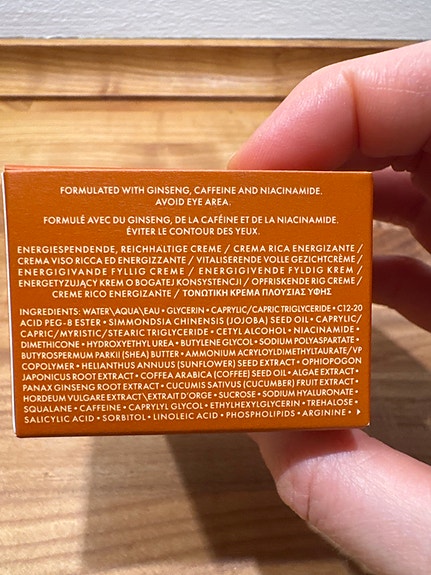 FORMULATED WITH GINSENG, CAFFEINE AND NIACINAMIDE.
AVOID EYE AREA.
FORMULÉ AVEC DU GINSENG, DE LA CAFÉINE ET DE LA NIACINAMIDE.
ÉVITER LE CONTOUR DES YEUX.
ENERGIESPENDENDE, REICHHALTIGE CREME / CREMA RICA ENERGIZANTE /
CREMA VISO RICCA ED ENERGIZZANTE / VITALISERENDE VOLLE GEZICHTCRÈME /
ENERGIGIVANDE FYLLIG CREME / ENERGIGIVENDE FYLDIG KREM /
ENERGETYZUJĄCY KREM O BOGATEJ KONSYSTENCJI / OPFRISKENDE RIG CREME /
CREME RICO ENERGIZANTE / ΤΟΝΩΤΙΚΗ ΚΡΕΜΑ ΠΛΟΥΣΙΑΣ ΥΦΗΣ
INGREDIENTS: WATER\AQUA\EAU • GLYCERIN • CAPRYLIC/CAPRIC TRIGLYCERIDE • C12-20
ACID PEG-8 ESTER • SIMMONDSIA CHINENSIS (JOJOBA) SEED OIL • CAPRYLIC/
CAPRIC/MYRISTIC/STEARIC TRIGLYCERIDE • CETYL ALCOHOL • NIACINAMIDE •
DIMETHICONE • HYDROXYETHYL UREA • BUTYLENE GLYCOL • SODIUM POLYASPARTATE •
BUTYROSPERMUM PARKII (SHEA) BUTTER • AMMONIUM ACRYLOYLDIMETHYLTAURATE/VP
COPOLYMER • HELIANTHUS ANNUUS (SUNFLOWER) SEED EXTRACT • OPHIOPOGON
JAPONICUS ROOT EXTRACT • COFFEA ARABICA (COFFEE) SEED OIL • ALGAE EXTRACT •
PANAX GINSENG ROOT EXTRACT • CUCUMIS SATIVUS (CUCUMBER) FRUIT EXTRACT •
HORDEUM VULGARE EXTRACT\EXTRAIT D'ORGE • SUCROSE • SODIUM HYALURONATE •
SQUALANE • CAFFEINE • CAPRYLYL GLYCOL • ETHYLHEXYLGLYCERIN • TREHALOSE •
SALICYLIC ACID • SORBITOL • LINOLEIC ACID • PHOSPHOLIPIDS • ARGININE •